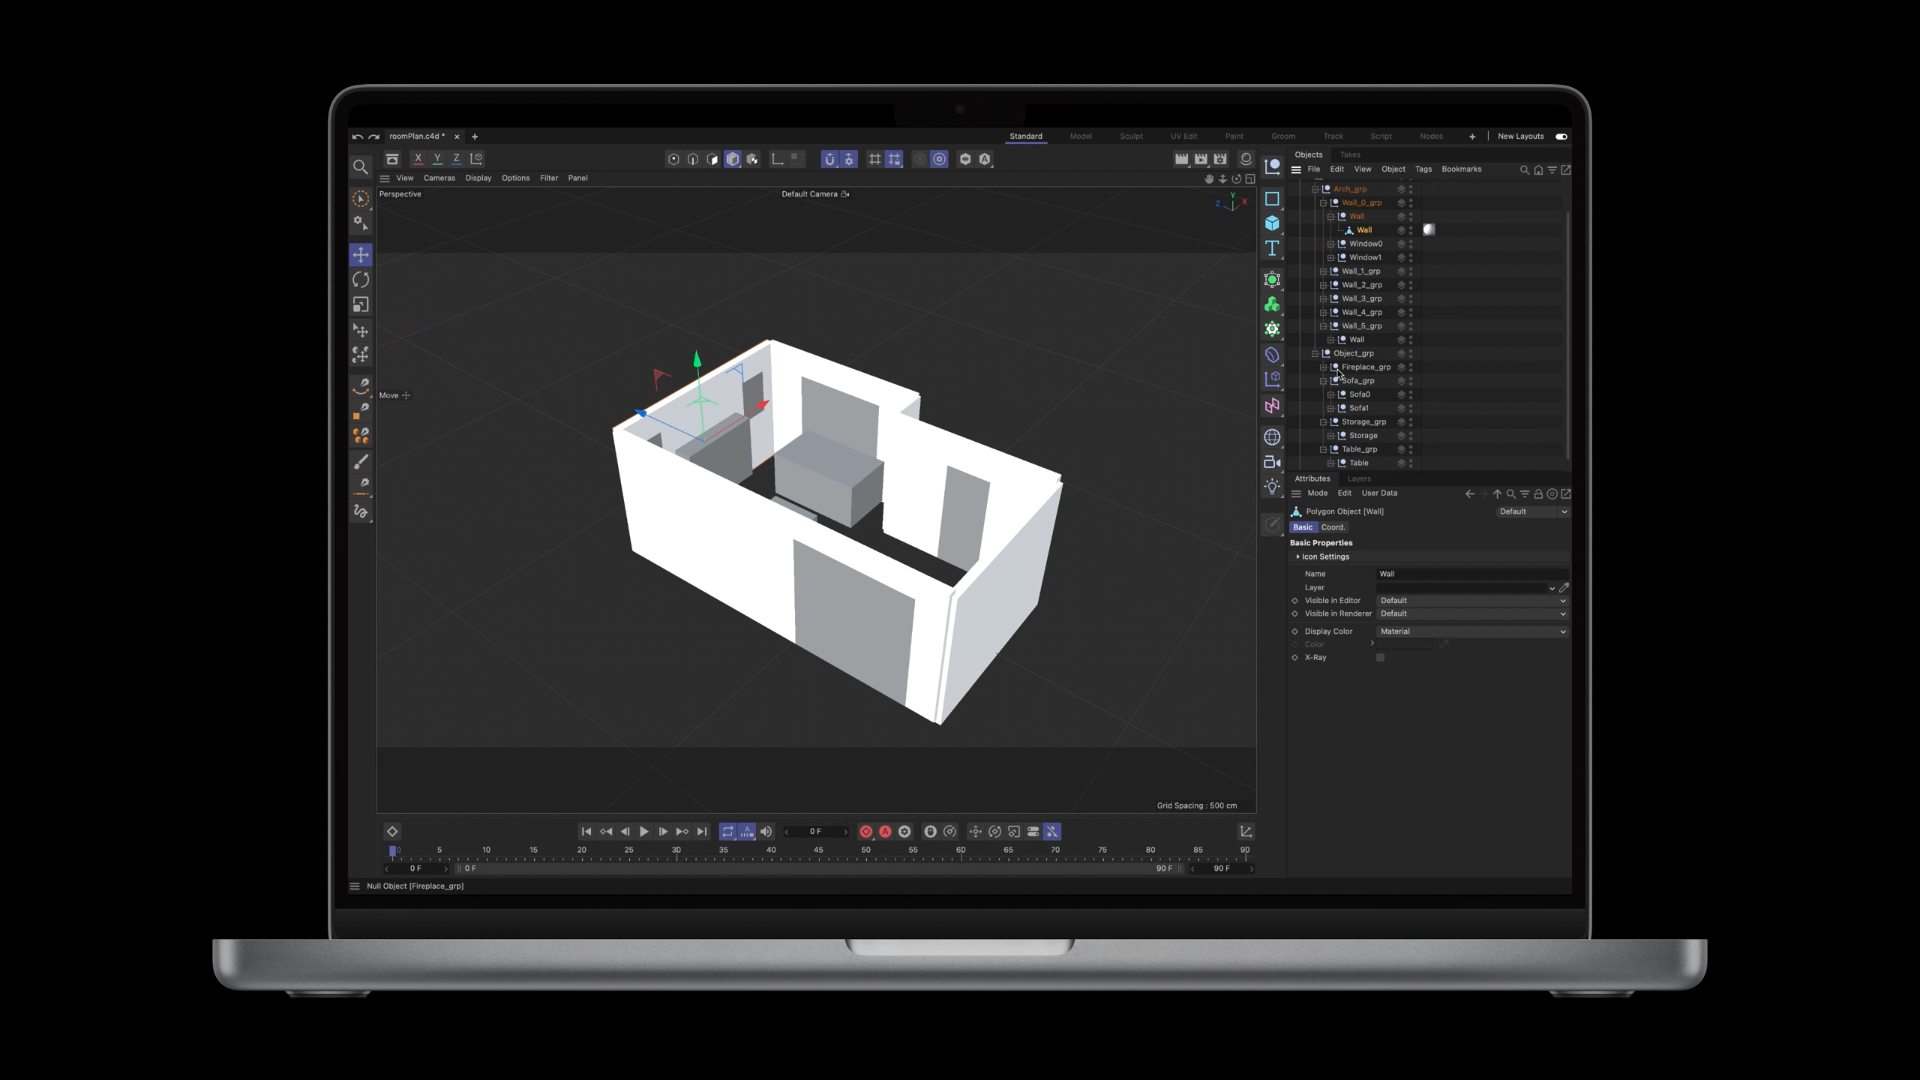 roomPlan.c4d * × +
Standard Model Sculpt UV Edit Paint Groom Track Script Nodes + New Layouts
X Y Z
View Cameras Display Options Filter Panel
Perspective
Default Camera
Y
Z X
Move
Grid Spacing : 500 cm
Objects Takes
File Edit View Object Tags Bookmarks
Arch_grp
Wall_0_grp
Wall
Wall
Window0
Window1
Wall_1_grp
Wall_2_grp
Wall_3_grp
Wall_4_grp
Wall_5_grp
Wall
Object_grp
Fireplace_grp
Sofa_grp
Sofa0
Sofa1
Storage_grp
Storage
Table_grp
Table
Attributes Layers
Mode Edit User Data
Polygon Object [Wall] Default
Basic Coord.
Basic Properties
Icon Settings
Name Wall
Layer
Visible in Editor Default
Visible in Renderer Default
Display Color Material
Color
X-Ray
0 F
0 5 10 15 20 25 30 35 40 45 50 55 60 65 70 75 80 85 90
0 F 0 F 90 F 90 F
Null Object [Fireplace_grp]